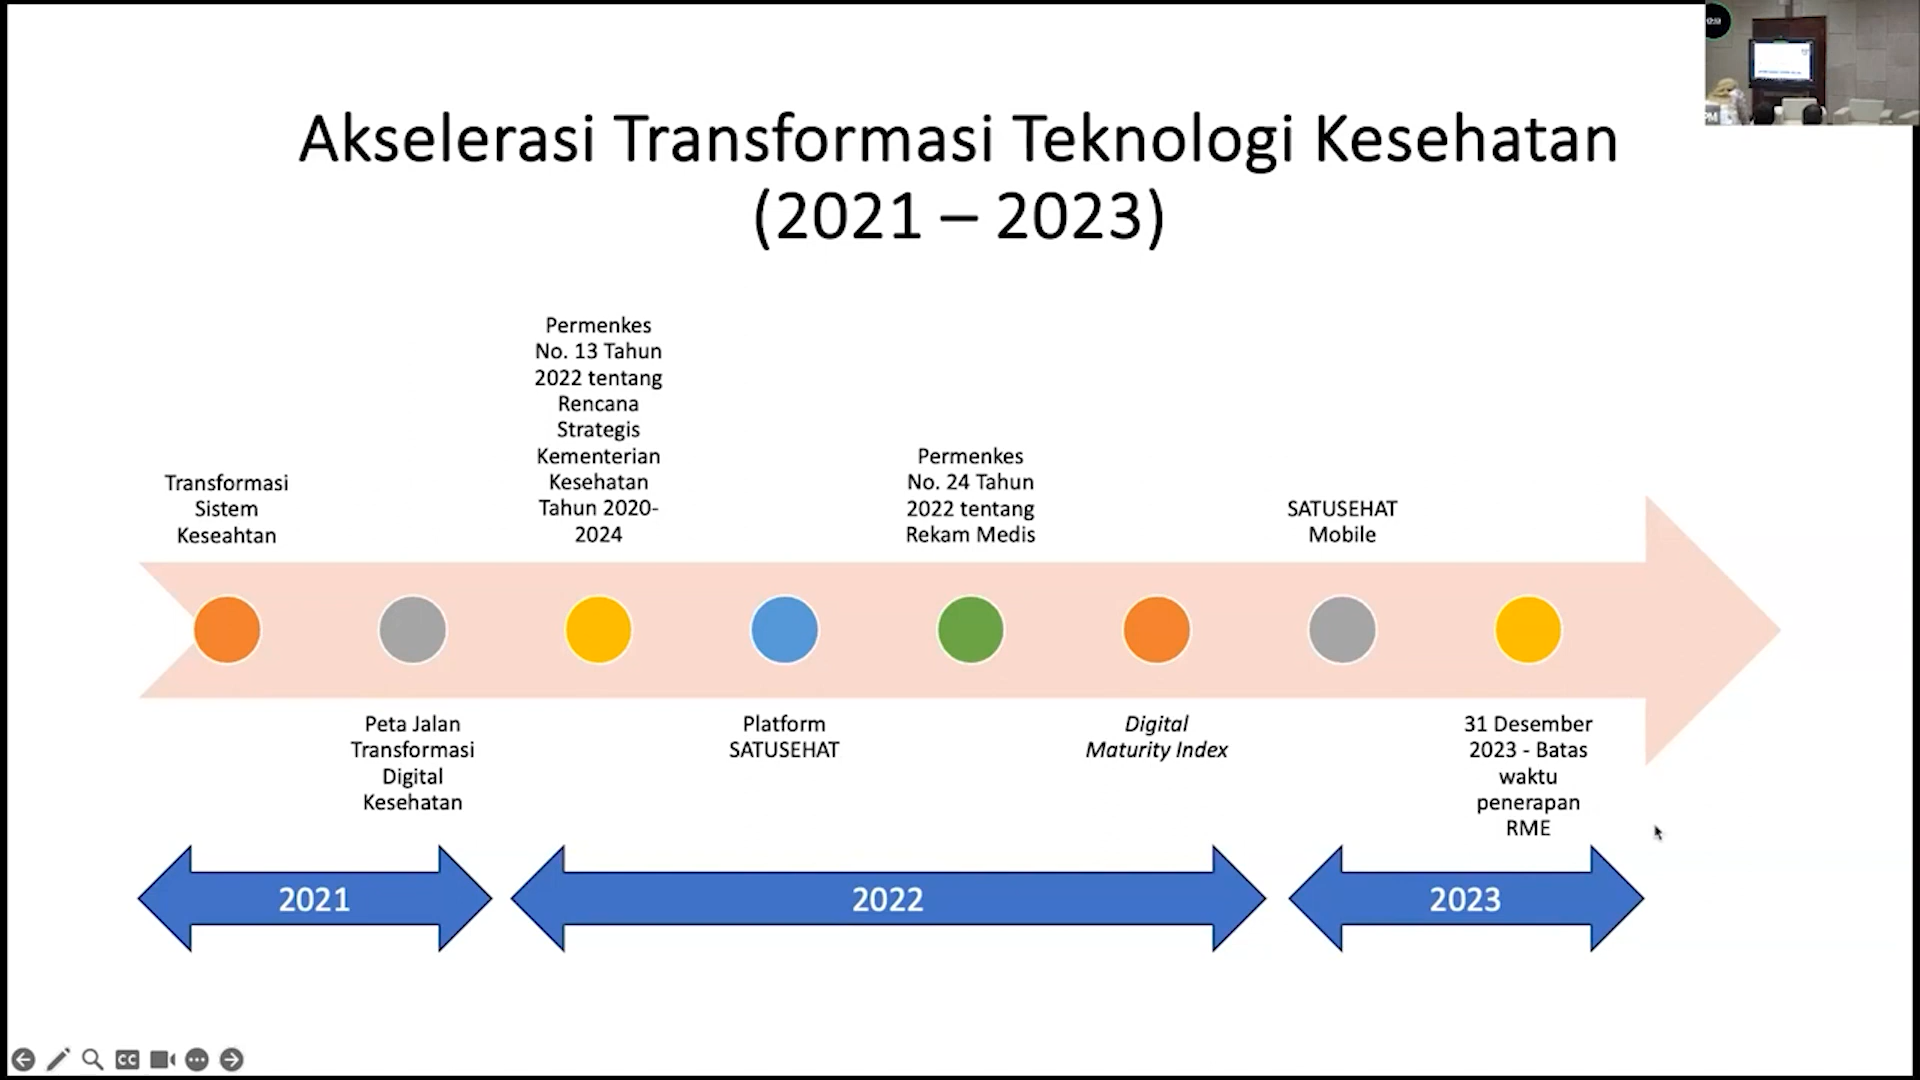 Akselerasi Transformasi Teknologi Kesehatan
(2021 – 2023)
Transformasi
Sistem
Keseahtan
Peta Jalan
Transformasi
Digital
Kesehatan
Permenkes
No. 13 Tahun
2022 tentang
Rencana
Strategis
Kementerian
Kesehatan
Tahun 2020-
2024
Platform
SATUSEHAT
Permenkes
No. 24 Tahun
2022 tentang
Rekam Medis
Digital
Maturity Index
SATUSEHAT
Mobile
31 Desember
2023 - Batas
waktu
penerapan
RME
2021
2022
2023
CC